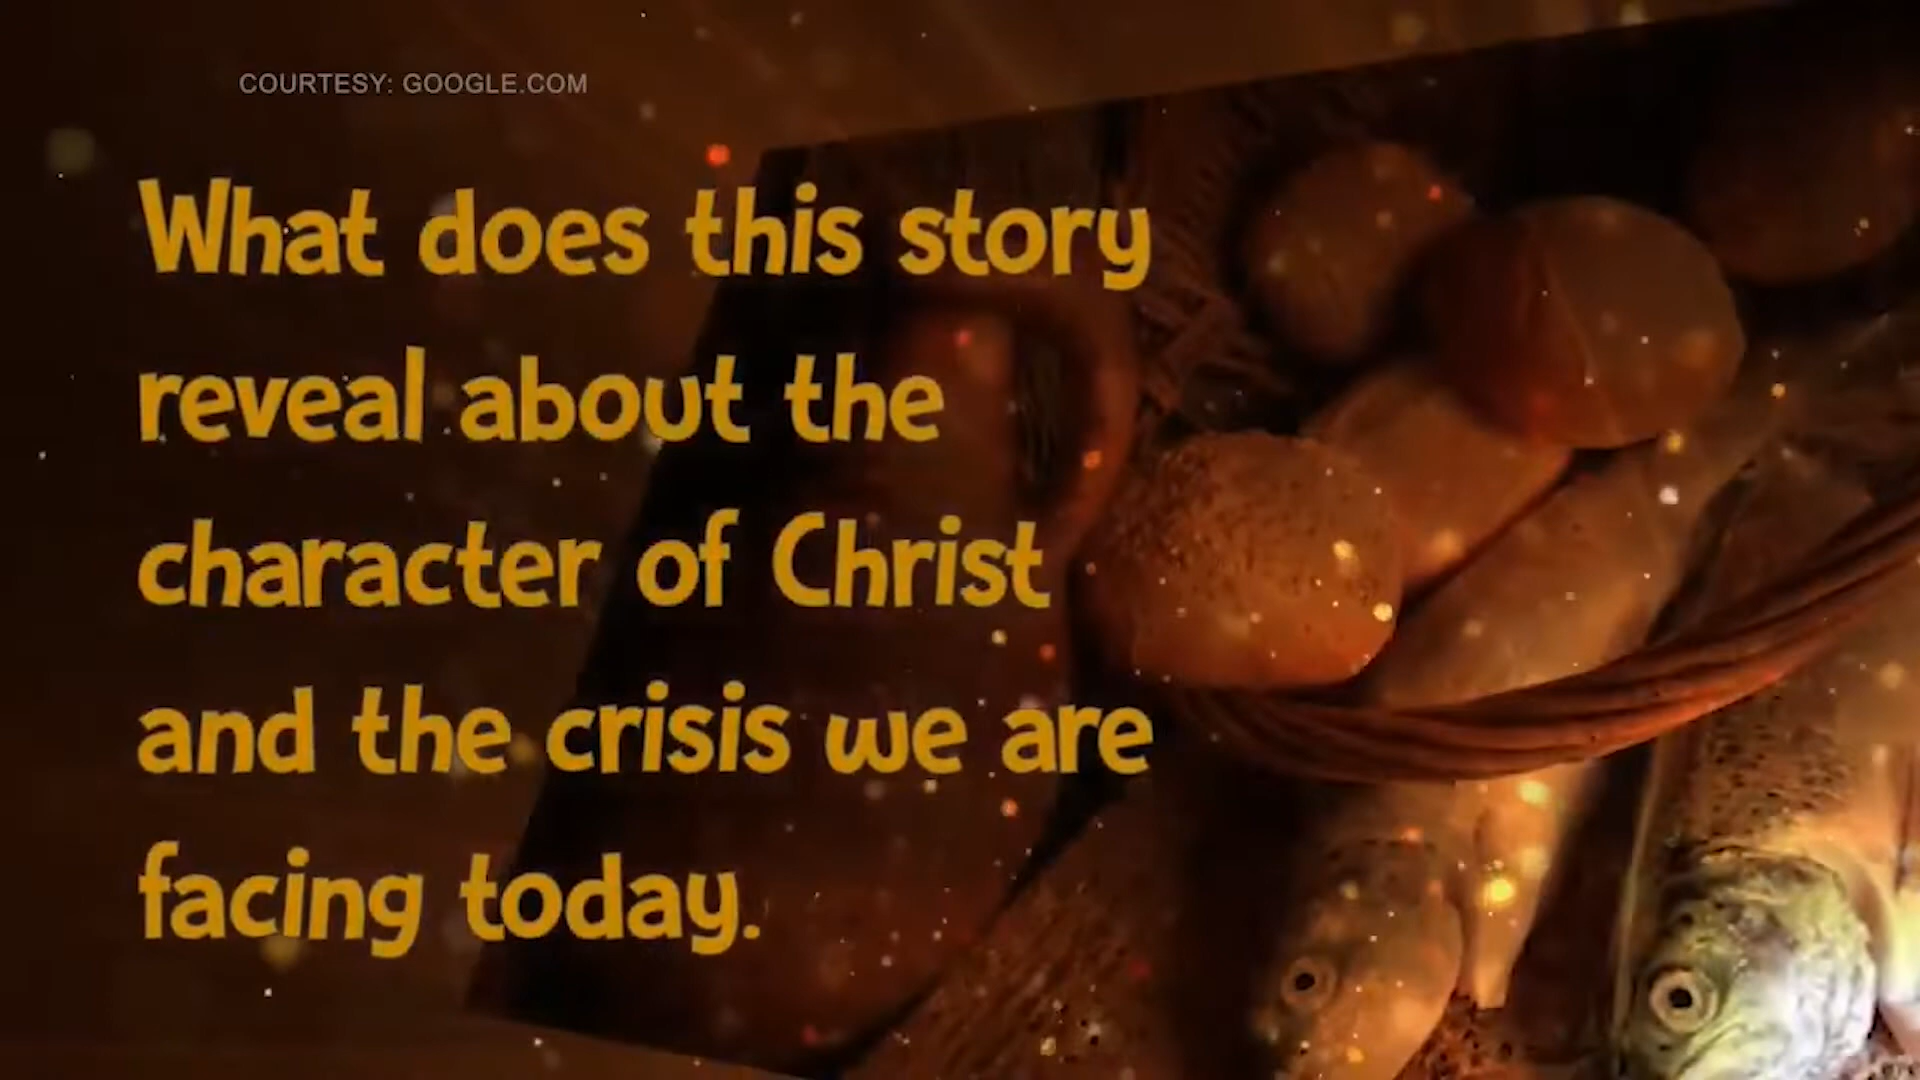 COURTESY: GOOGLE.COM
What does this story
reveal about the
character of Christ
and the crisis we are
facing today.